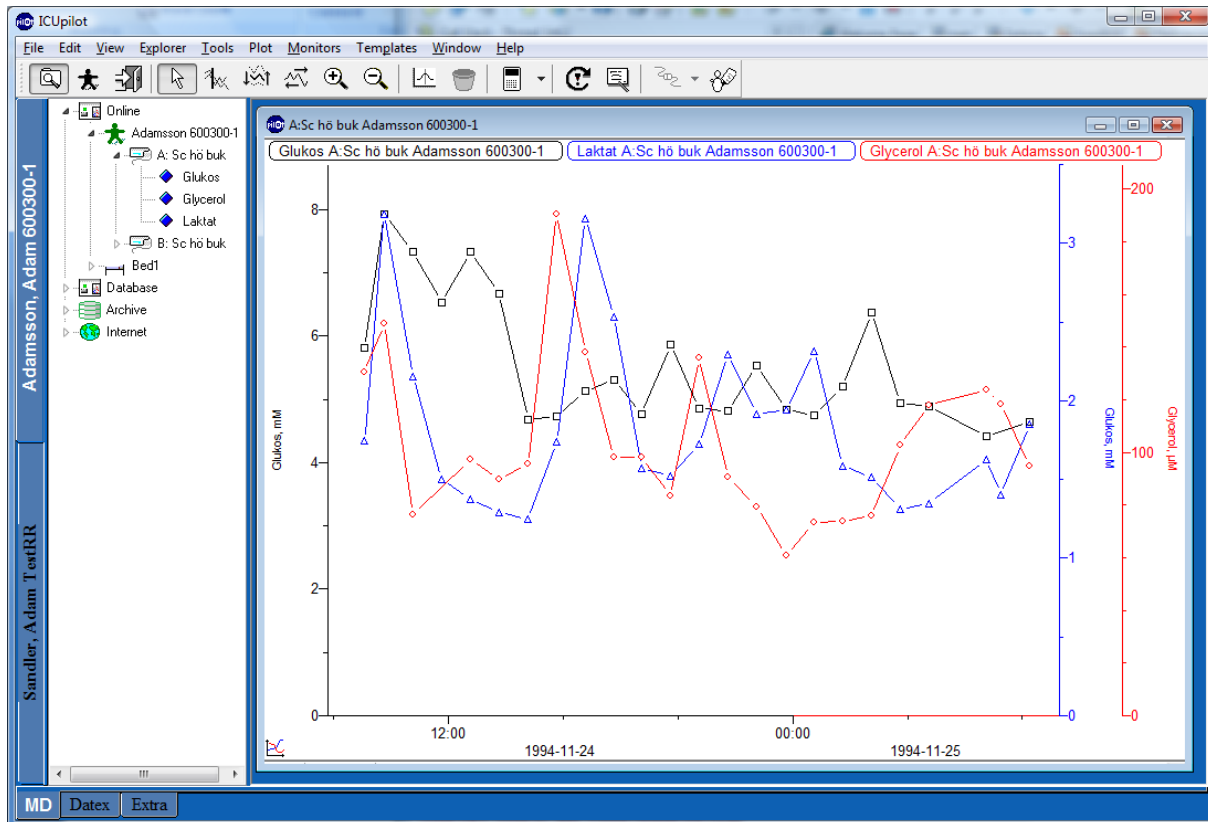 PILOT ICUpilot
File Edit View Explorer Tools Plot Monitors Templates Window Help
Adamsson, Adam 600300-1
Sandler, Adam TestRR
Online
Adamsson 600300-1
A: Sc hö buk
Glukos
Glycerol
Laktat
B: Sc hö buk
Bed1
Database
Archive
Internet
PILOT A:Sc hö buk Adamsson 600300-1
Glukos A:Sc hö buk Adamsson 600300-1 Laktat A:Sc hö buk Adamsson 600300-1 Glycerol A:Sc hö buk Adamsson 600300-1
Glukos, mM
8
6
4
2
0
Glukos, mM
3
2
1
0
Glycerol, µM
200
100
0
12:00 00:00
1994-11-24 1994-11-25
MD Datex Extra